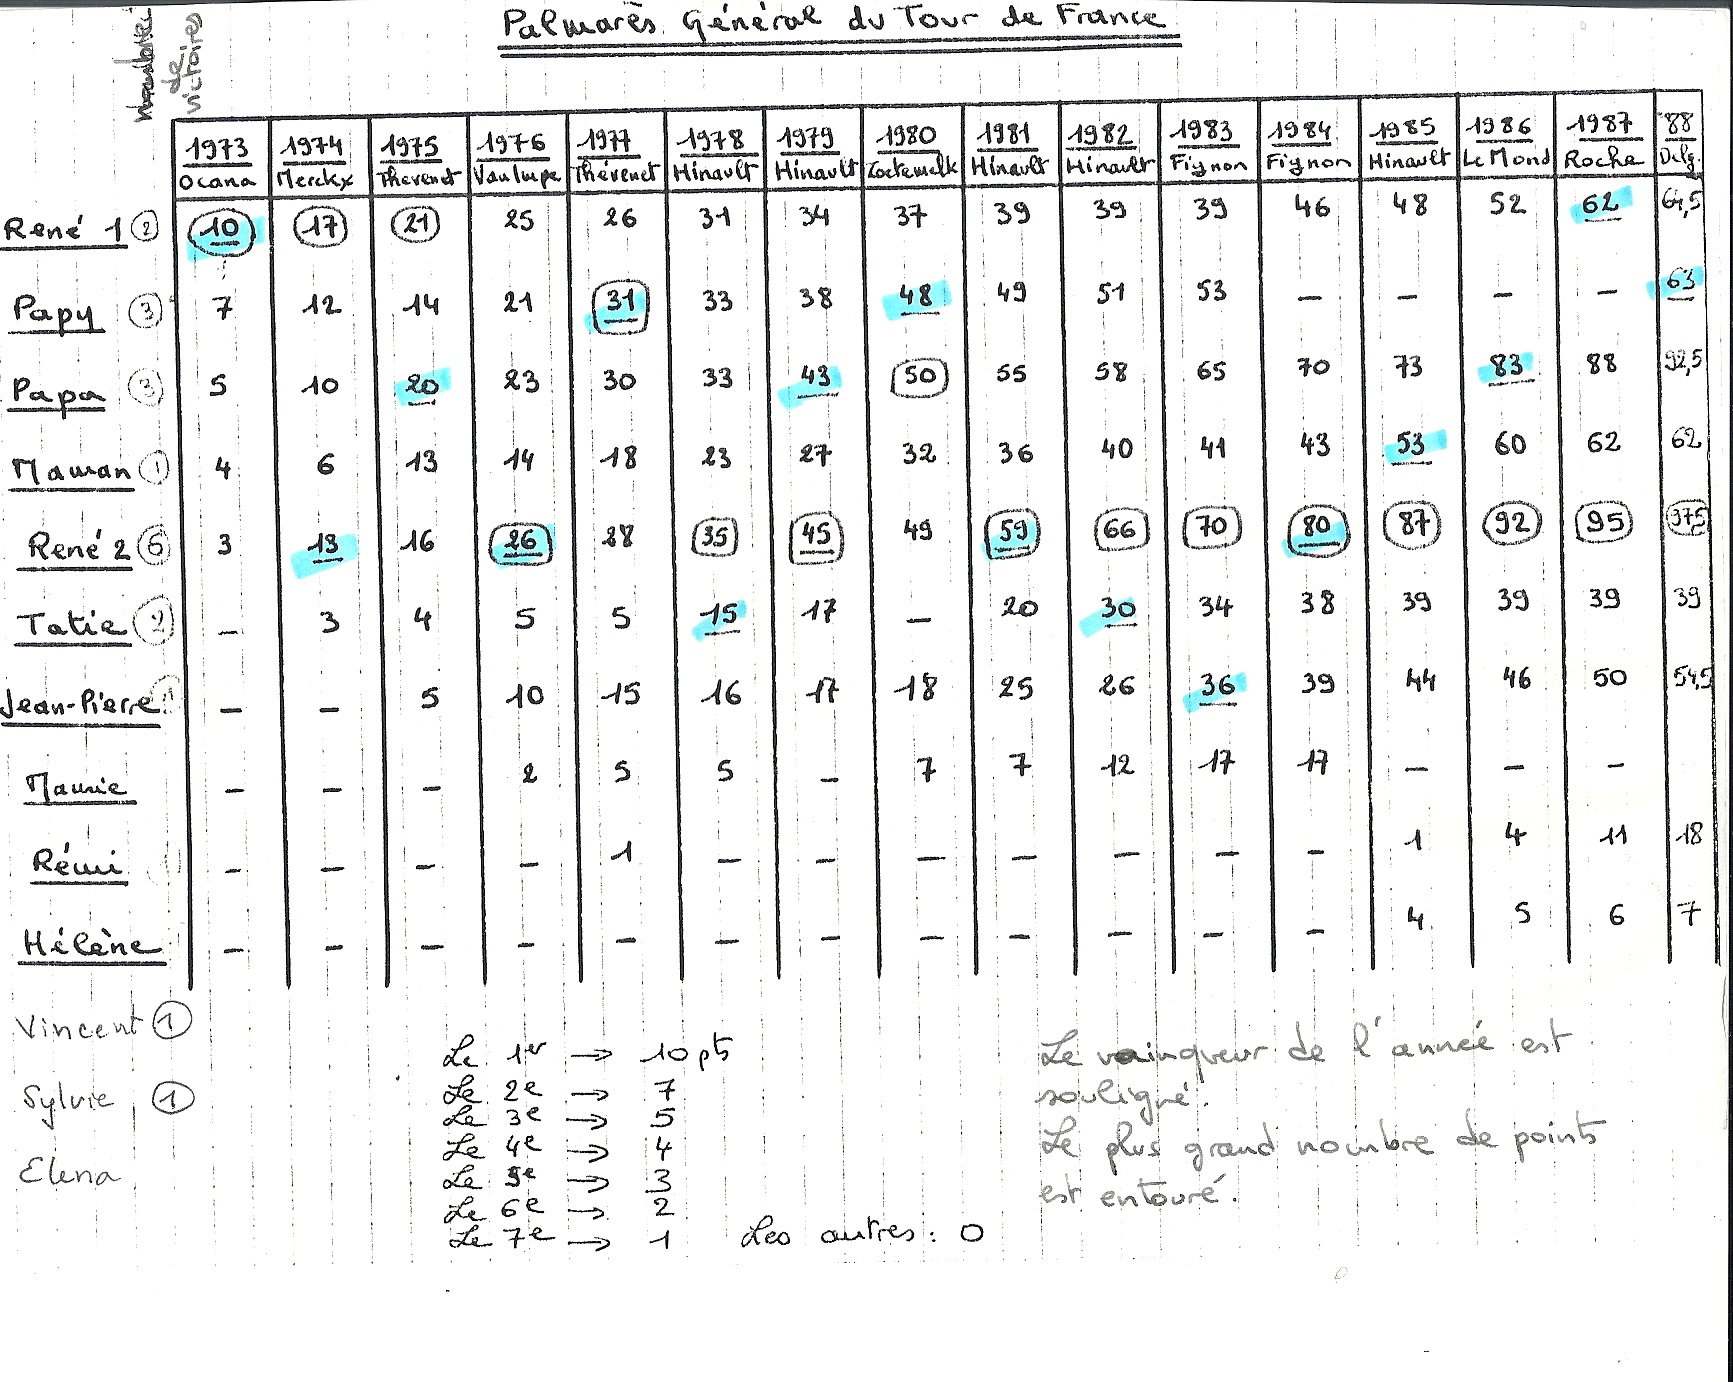 Palmarès Général du Tour de France
de victoires
1973 1974 1975 1976 1977 1978 1979 1980 1981 1982 1983 1984 1985 1986 1987 88
Ocana Merckx Thévenet Van Impe Thévenet Hinault Hinault Zoetemelk Hinault Hinault Fignon Fignon Hinault Le Mond Roche Delg.
René 1 2 10 17 21 25 26 31 34 37 39 39 39 46 48 52 62 64,5
Papy 3 7 12 14 21 31 33 38 48 49 51 53 – – – – 63
Papa 3 5 10 20 23 30 33 43 50 55 58 65 70 73 83 88 92,5
Maman 1 4 6 13 14 18 23 27 32 36 40 41 43 53 60 62 62
René 2 6 3 13 16 26 28 35 45 49 59 66 70 80 87 92 95 97,5
Tatie 2 – 3 4 5 5 15 17 – 20 30 34 38 39 39 39 39
Jean-Pierre 1 – – 5 10 15 16 17 18 25 26 36 39 44 46 50 54,5
Mamie – – – 2 5 5 – 7 7 12 17 17 – – –
Rémi – – – – 1 – – – – – – – 1 4 11 18
Hélène – – – – – – – – – – – – 4 5 6 7
Vincent 1
Sylvie 1
Elena
Le 1er → 10 pts
Le 2e → 7
Le 3e → 5
Le 4e → 4
Le 5e → 3
Le 6e → 2
Le 7e → 1 Les autres : 0
Le vainqueur de l'année est
souligné.
Le plus grand nombre de points
est entouré.